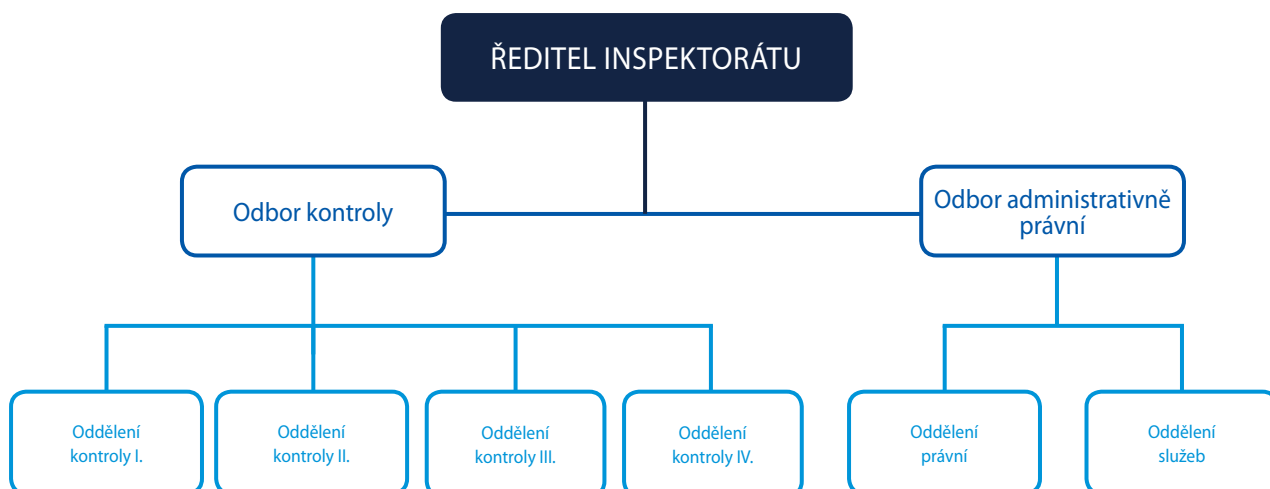 ŘEDITEL INSPEKTORÁTU
Odbor kontroly
Odbor administrativně
právní
Oddělení
kontroly I.
Oddělení
kontroly II.
Oddělení
kontroly III.
Oddělení
kontroly IV.
Oddělení
právní
Oddělení
služeb